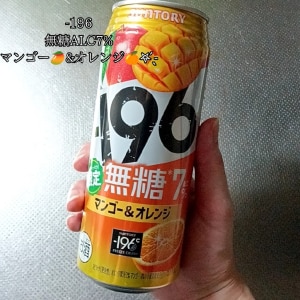 -196
無糖ALC7%
マンゴー🥭&オレンジ🍊🌟.
SUNTORY
196
無糖 7%
マンゴー&オレンジ
-196℃